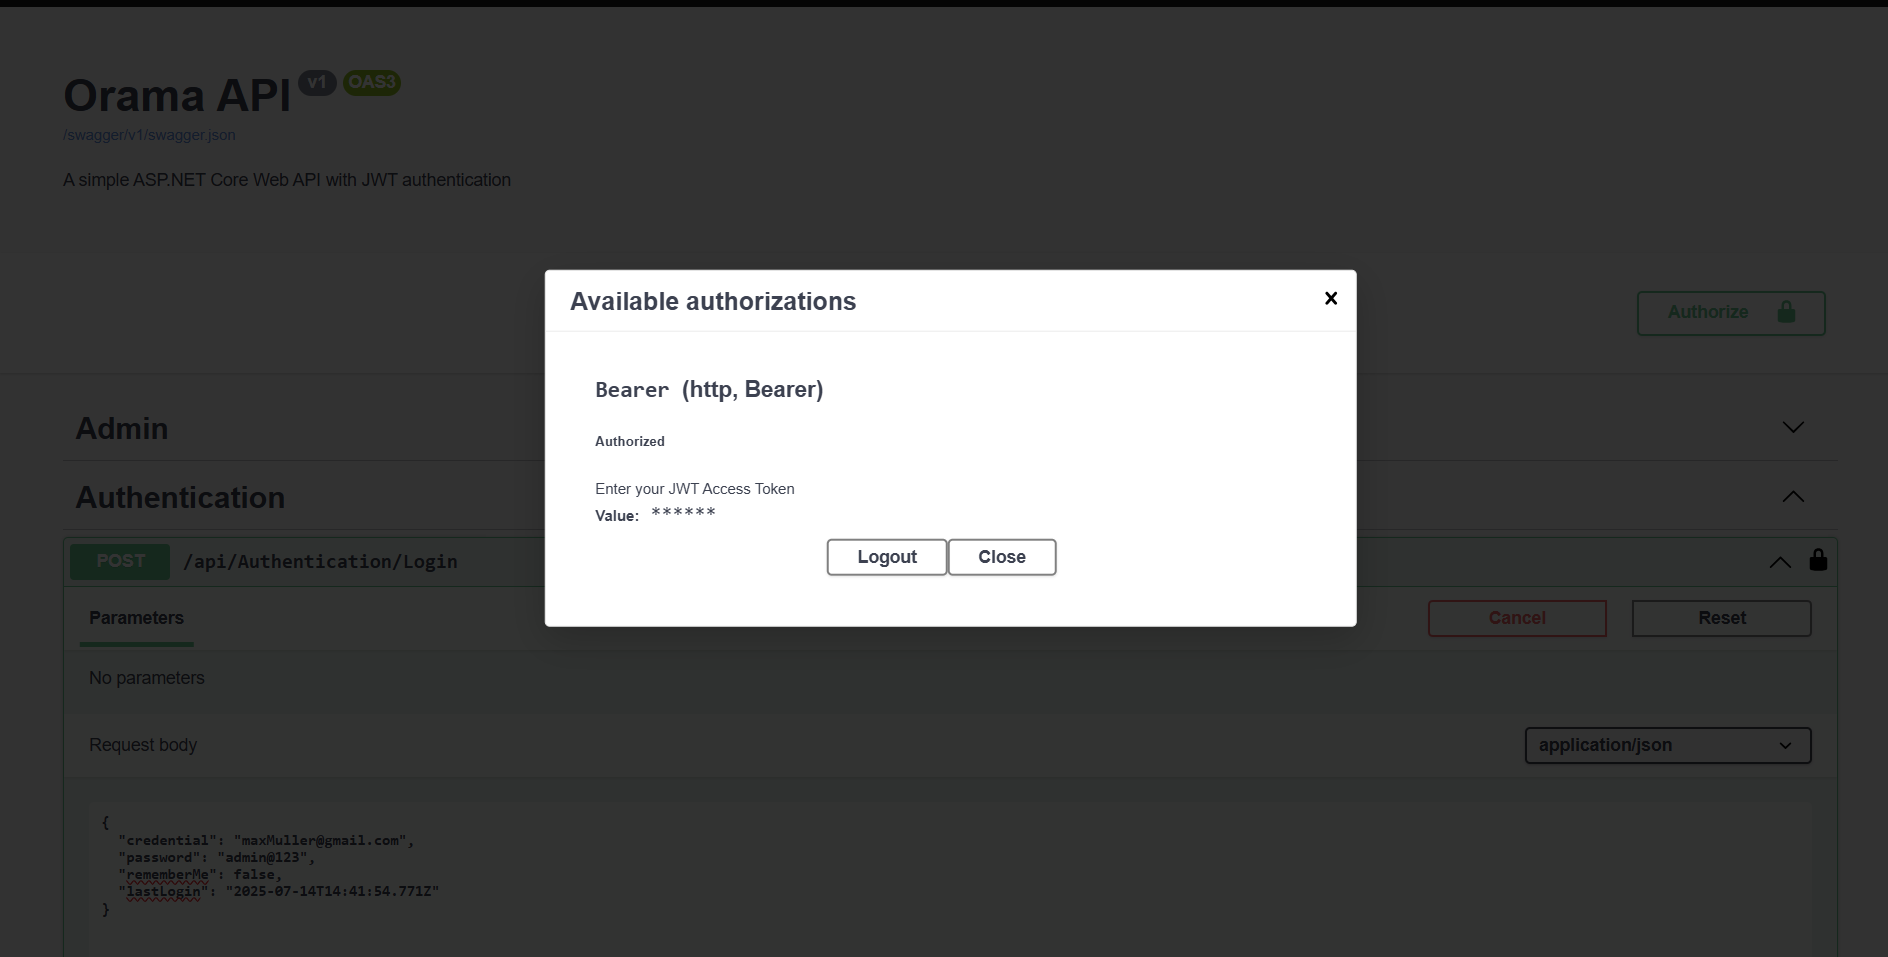 Orama API v1 OAS3
/swagger/v1/swagger.json
A simple ASP.NET Core Web API with JWT authentication
Authorize
Available authorizations
Bearer (http, Bearer)
Authorized
Enter your JWT Access Token
Value: ******
Logout Close
Admin
Authentication
POST /api/Authentication/Login
Parameters
Cancel Reset
No parameters
Request body
application/json
{
"credential": "maxMuller@gmail.com",
"password": "admin@123",
"rememberMe": false,
"lastLogin": "2025-07-14T14:41:54.771Z"
}